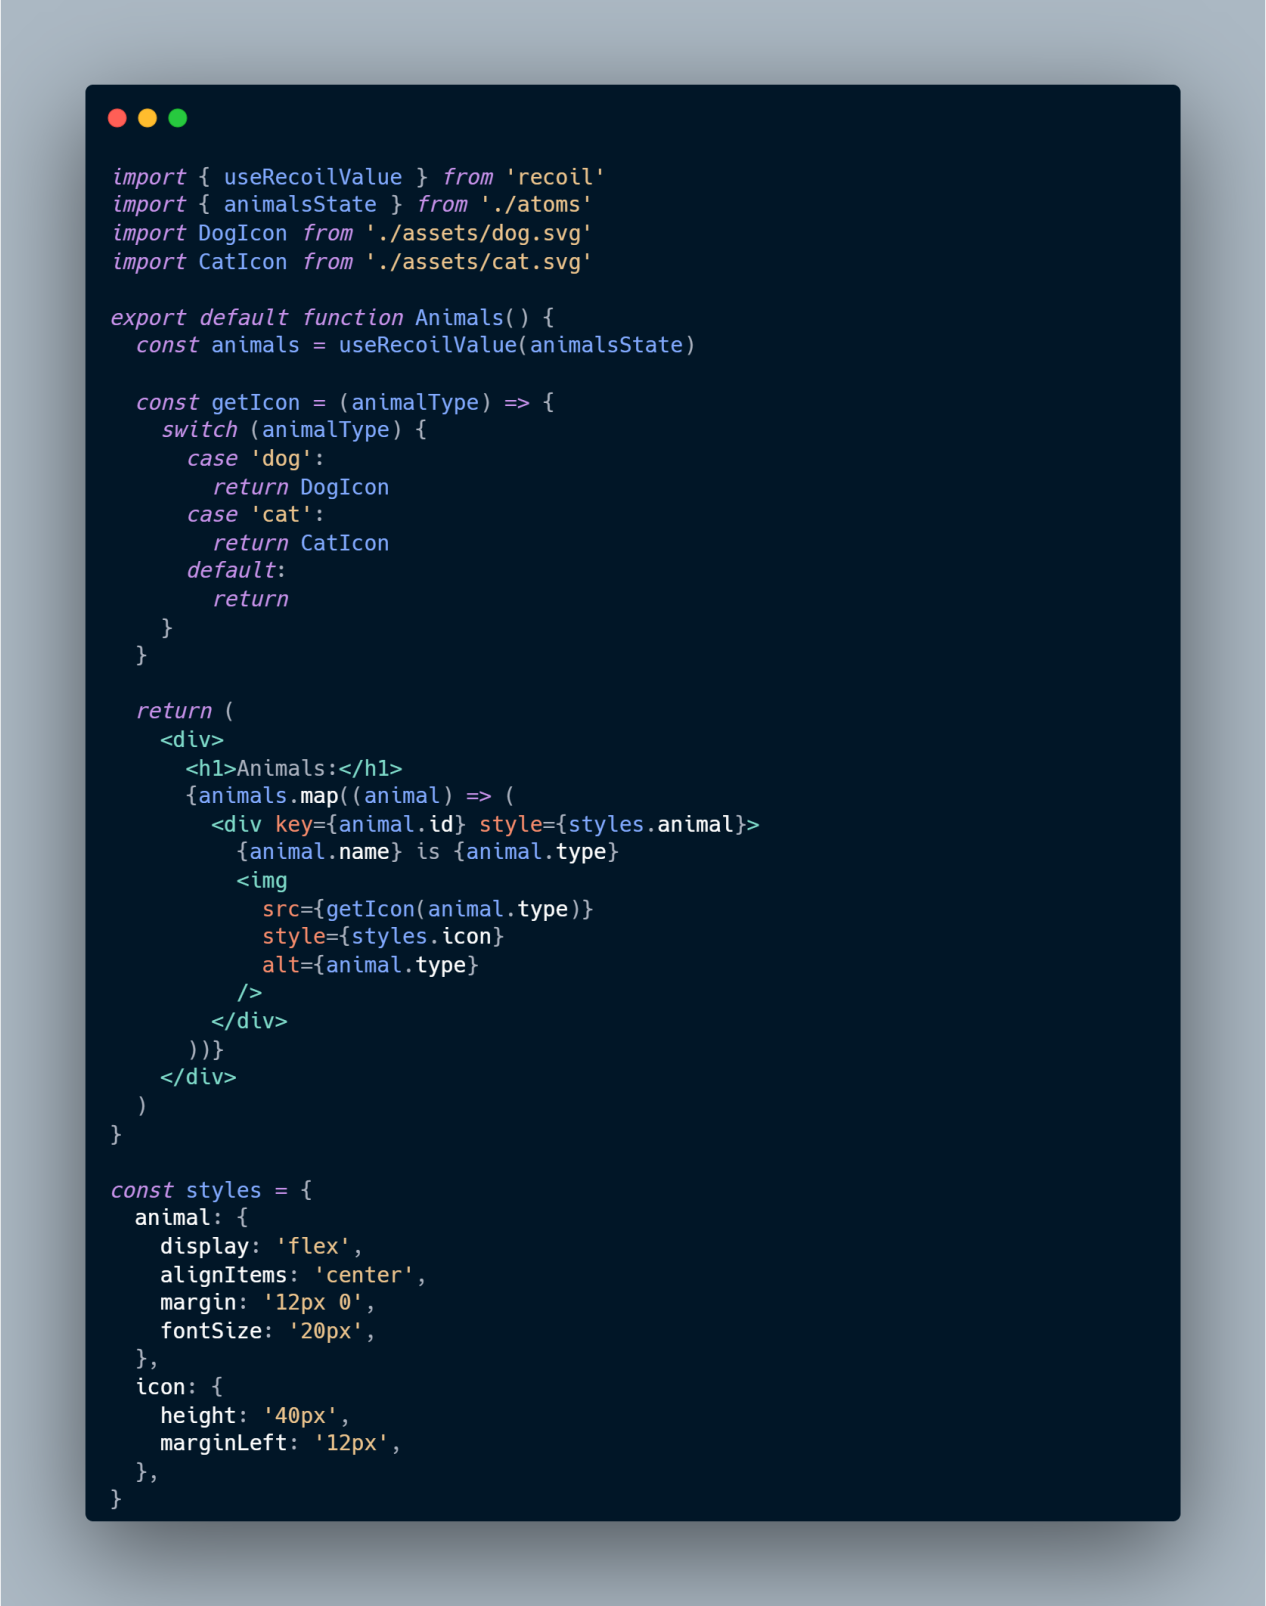 import { useRecoilValue } from 'recoil'
import { animalsState } from './atoms'
import DogIcon from './assets/dog.svg'
import CatIcon from './assets/cat.svg'

export default function Animals() {
  const animals = useRecoilValue(animalsState)

  const getIcon = (animalType) => {
    switch (animalType) {
      case 'dog':
        return DogIcon
      case 'cat':
        return CatIcon
      default:
        return
    }
  }

  return (
    <div>
      <h1>Animals:</h1>
      {animals.map((animal) => (
        <div key={animal.id} style={styles.animal}>
          {animal.name} is {animal.type}
          <img
            src={getIcon(animal.type)}
            style={styles.icon}
            alt={animal.type}
          />
        </div>
      ))}
    </div>
  )
}

const styles = {
  animal: {
    display: 'flex',
    alignItems: 'center',
    margin: '12px 0',
    fontSize: '20px',
  },
  icon: {
    height: '40px',
    marginLeft: '12px',
  },
}